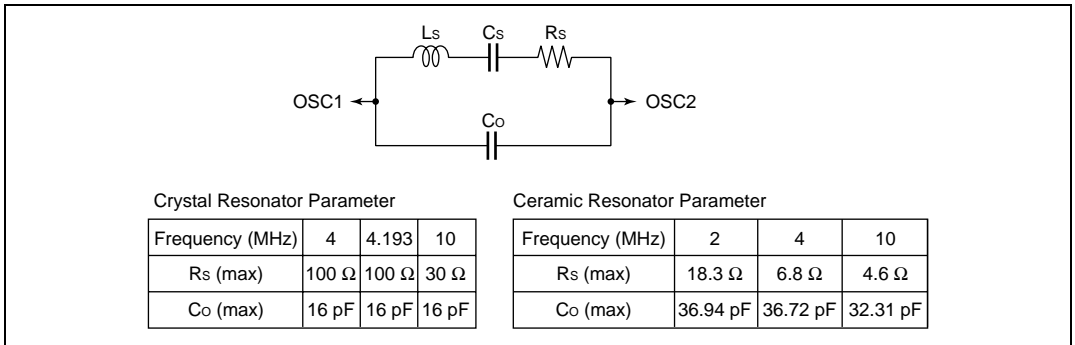 Ls Cs Rs
OSC1 OSC2
Co
Crystal Resonator Parameter
Frequency (MHz) 4 4.193 10
Rs (max) 100 Ω 100 Ω 30 Ω
Co (max) 16 pF 16 pF 16 pF
Ceramic Resonator Parameter
Frequency (MHz) 2 4 10
Rs (max) 18.3 Ω 6.8 Ω 4.6 Ω
Co (max) 36.94 pF 36.72 pF 32.31 pF